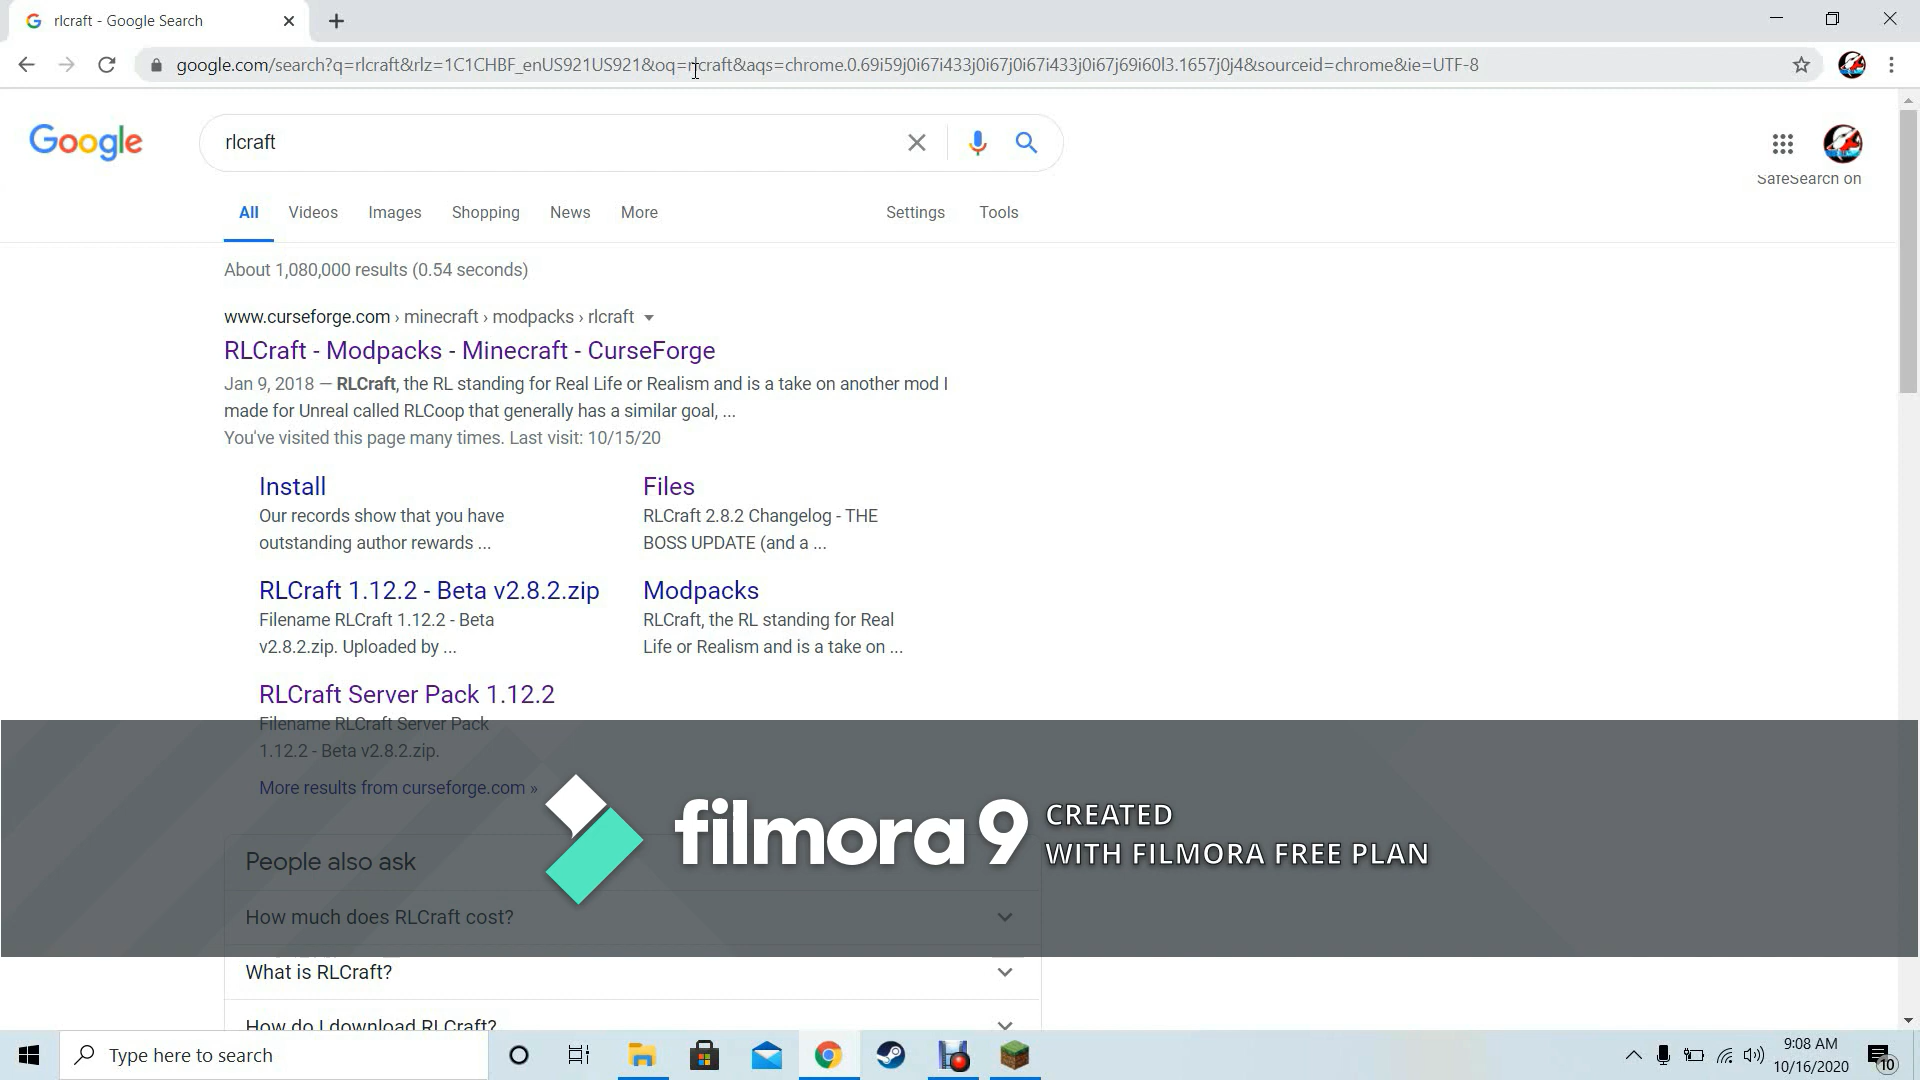 rlcraft - Google Search
google.com/search?q=rlcraft&rlz=1C1CHBF_enUS921US921&oq=rlcraft&aqs=chrome.0.69i59j0i67i433j0i67j0i67i433j0i67j69i60l3.1657j0j4&sourceid=chrome&ie=UTF-8
Google
rlcraft
SafeSearch on
All Videos Images Shopping News More Settings Tools
About 1,080,000 results (0.54 seconds)
www.curseforge.com › minecraft › modpacks › rlcraft
RLCraft - Modpacks - Minecraft - CurseForge
Jan 9, 2018 — RLCraft, the RL standing for Real Life or Realism and is a take on another mod I
made for Unreal called RLCoop that generally has a similar goal, ...
You've visited this page many times. Last visit: 10/15/20
Install
Our records show that you have
outstanding author rewards ...
Files
RLCraft 2.8.2 Changelog - THE
BOSS UPDATE (and a ...
RLCraft 1.12.2 - Beta v2.8.2.zip
Filename RLCraft 1.12.2 - Beta
v2.8.2.zip. Uploaded by ...
Modpacks
RLCraft, the RL standing for Real
Life or Realism and is a take on ...
RLCraft Server Pack 1.12.2
Filename RLCraft Server Pack
1.12.2 - Beta v2.8.2.zip.
More results from curseforge.com »
filmora9
CREATED
WITH FILMORA FREE PLAN
People also ask
How much does RLCraft cost?
What is RLCraft?
How do I download RLCraft?
Type here to search
9:08 AM
10/16/2020
10